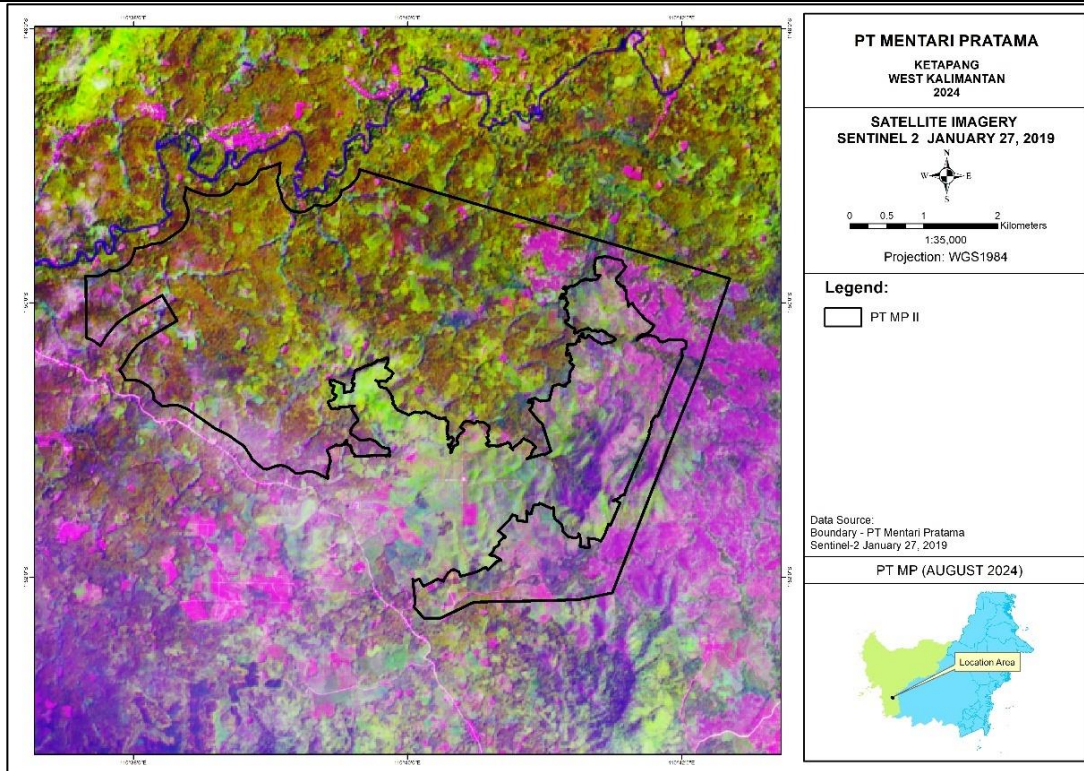 PT MENTARI PRATAMA
KETAPANG
WEST KALIMANTAN
2024
SATELLITE IMAGERY
SENTINEL 2 JANUARY 27, 2019
N
W E
S
0 0.5 1 2
Kilometers
1:35,000
Projection: WGS1984
Legend:
PT MP II
Data Source:
Boundary - PT Mentari Pratama
Sentinel-2 January 27, 2019
PT MP (AUGUST 2024)
Location Area